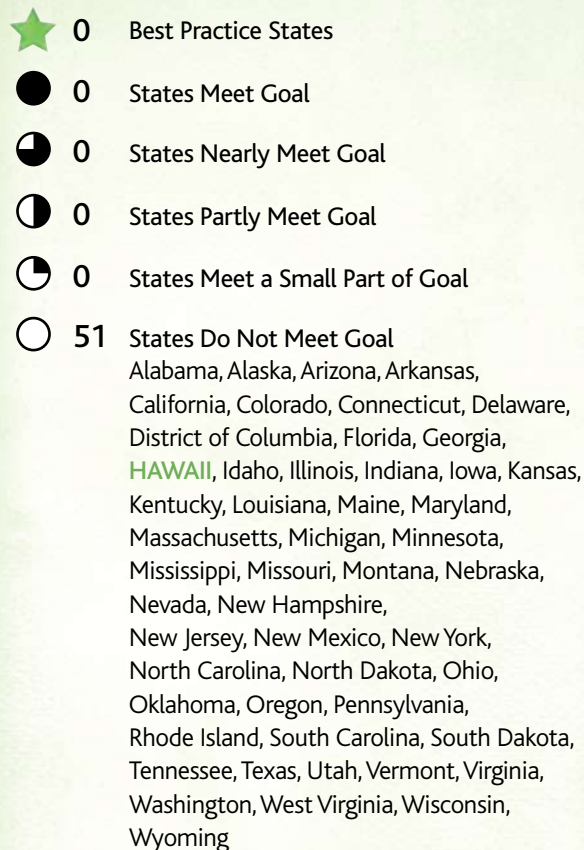 0 Best Practice States
0 States Meet Goal
0 States Nearly Meet Goal
0 States Partly Meet Goal
0 States Meet a Small Part of Goal
51 States Do Not Meet Goal
Alabama, Alaska, Arizona, Arkansas,
California, Colorado, Connecticut, Delaware,
District of Columbia, Florida, Georgia,
HAWAII, Idaho, Illinois, Indiana, Iowa, Kansas,
Kentucky, Louisiana, Maine, Maryland,
Massachusetts, Michigan, Minnesota,
Mississippi, Missouri, Montana, Nebraska,
Nevada, New Hampshire,
New Jersey, New Mexico, New York,
North Carolina, North Dakota, Ohio,
Oklahoma, Oregon, Pennsylvania,
Rhode Island, South Carolina, South Dakota,
Tennessee, Texas, Utah, Vermont, Virginia,
Washington, West Virginia, Wisconsin,
Wyoming